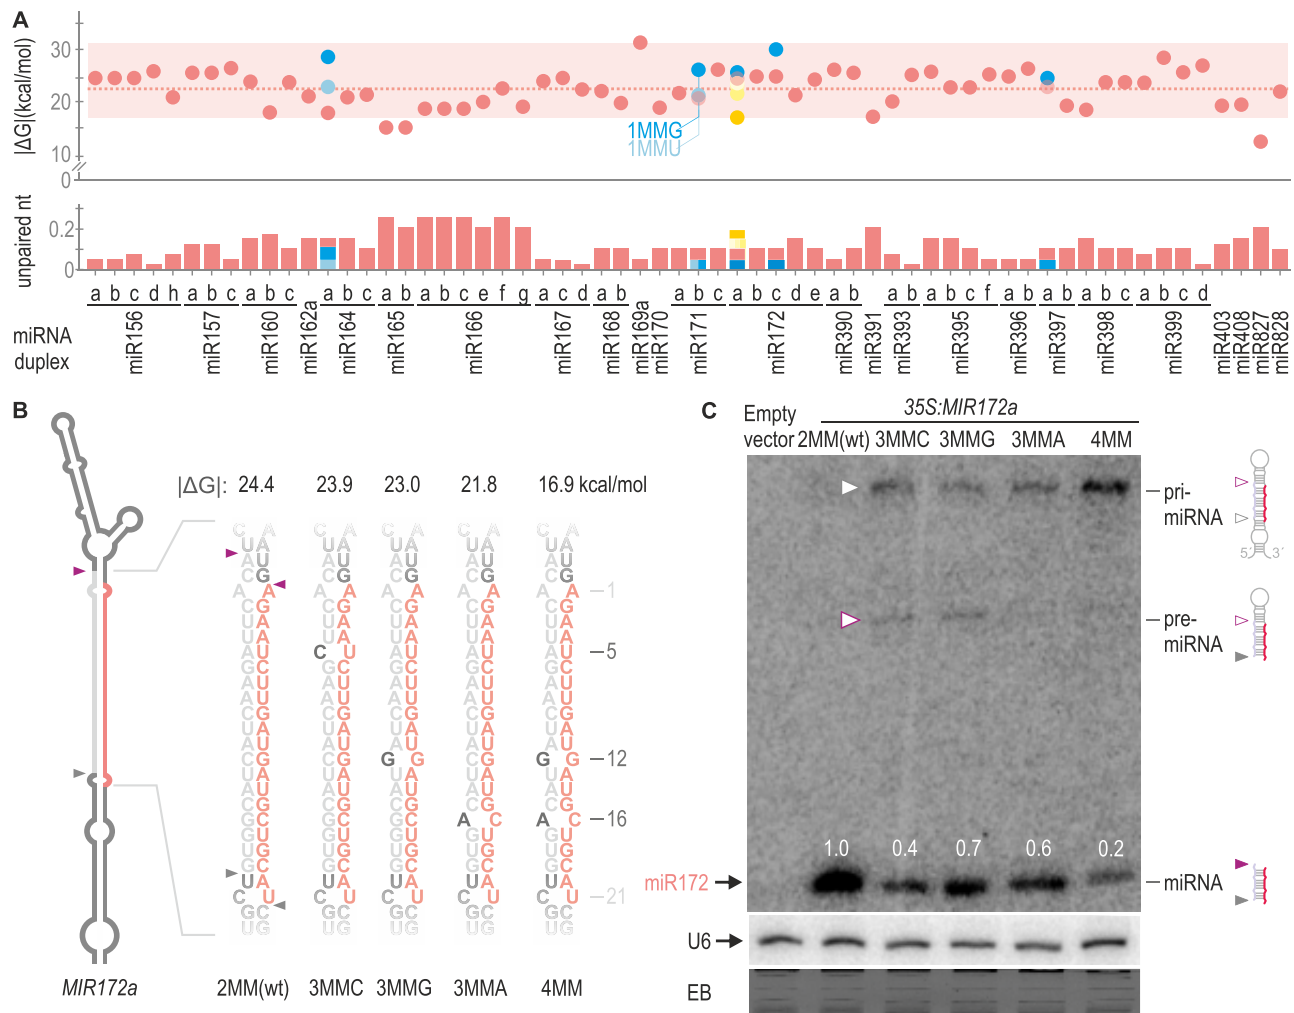 A
|ΔG|(kcal/mol)
30
20
10
0
1MMG
1MMU
unpaired nt
0.2
0
a b c d h a b c a b c a b c a b a b c e f g a c d a b a b c a b c d e a b a b a c f a b a b a b c a b c d
miRNA
duplex
miR156 miR157 miR160 miR162a miR164 miR165 miR166 miR167 miR168 miR169a miR170 miR171 miR172 miR390 miR391 miR393 miR395 miR396 miR397 miR398 miR399 miR403 miR408 miR827 miR828
B
|ΔG|: 24.4 23.9 23.0 21.8 16.9 kcal/mol
1
5
12
16
21
MIR172a
2MM(wt) 3MMC 3MMG 3MMA 4MM
C
35S:MIR172a
Empty
vector 2MM(wt) 3MMC 3MMG 3MMA 4MM
pri-
miRNA
5´ 3´
pre-
miRNA
1.0 0.4 0.7 0.6 0.2
miR172
miRNA
U6
EB